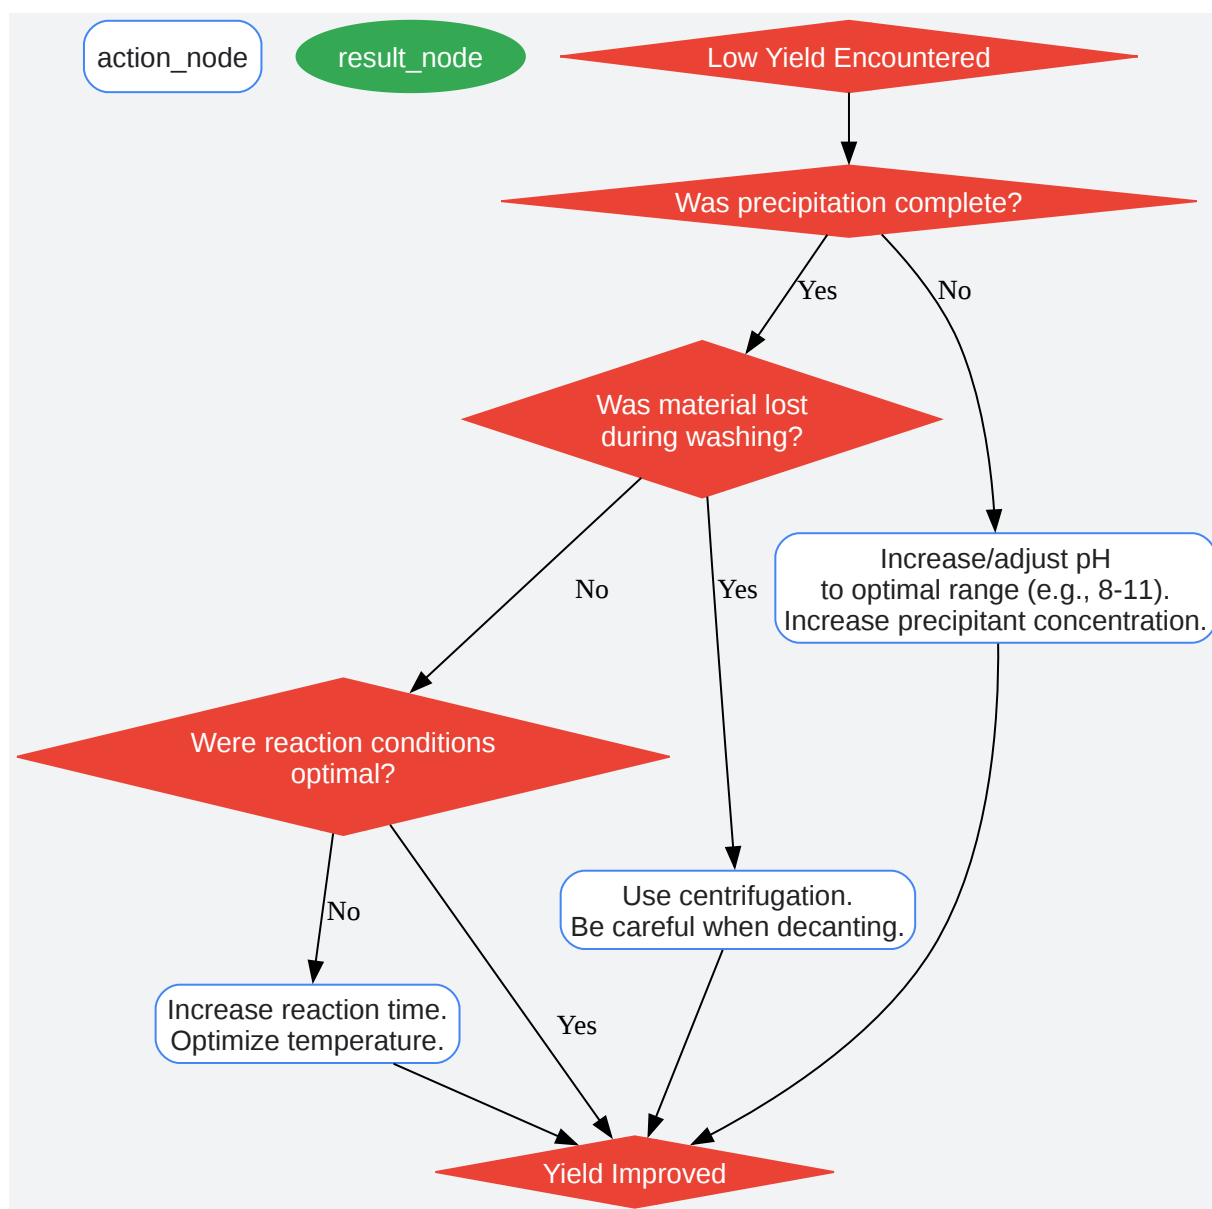 action_node
result_node
Low Yield Encountered
Was precipitation complete?
Yes
No
Was material lost
during washing?
Increase/adjust pH
to optimal range (e.g., 8-11).
Increase precipitant concentration.
No
Yes
Were reaction conditions
optimal?
Use centrifugation.
Be careful when decanting.
No
Increase reaction time.
Optimize temperature.
Yes
Yield Improved